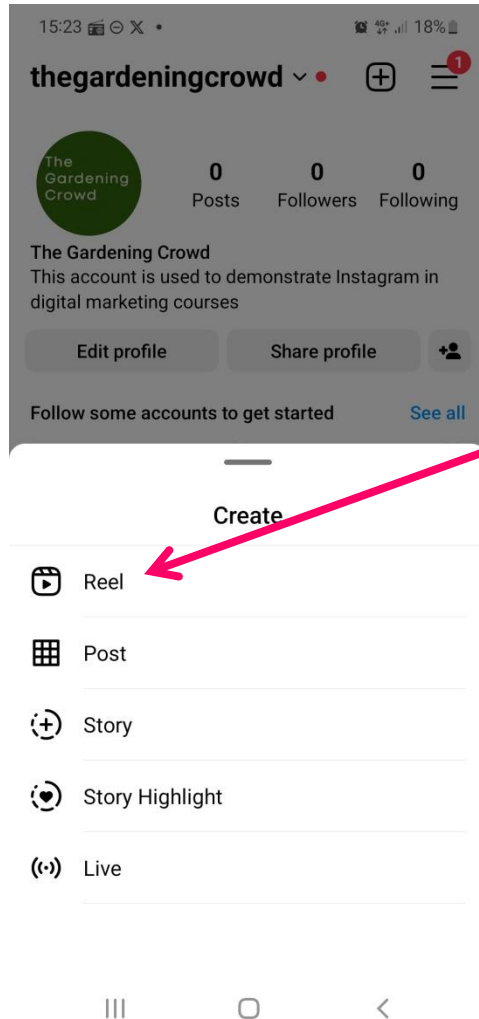 15:23 18%
thegardeningcrowd
1
The
Gardening
Crowd
0 0 0
Posts Followers Following
The Gardening Crowd
This account is used to demonstrate Instagram in
digital marketing courses
Edit profile Share profile
Follow some accounts to get started See all
Create
Reel
Post
Story
Story Highlight
Live